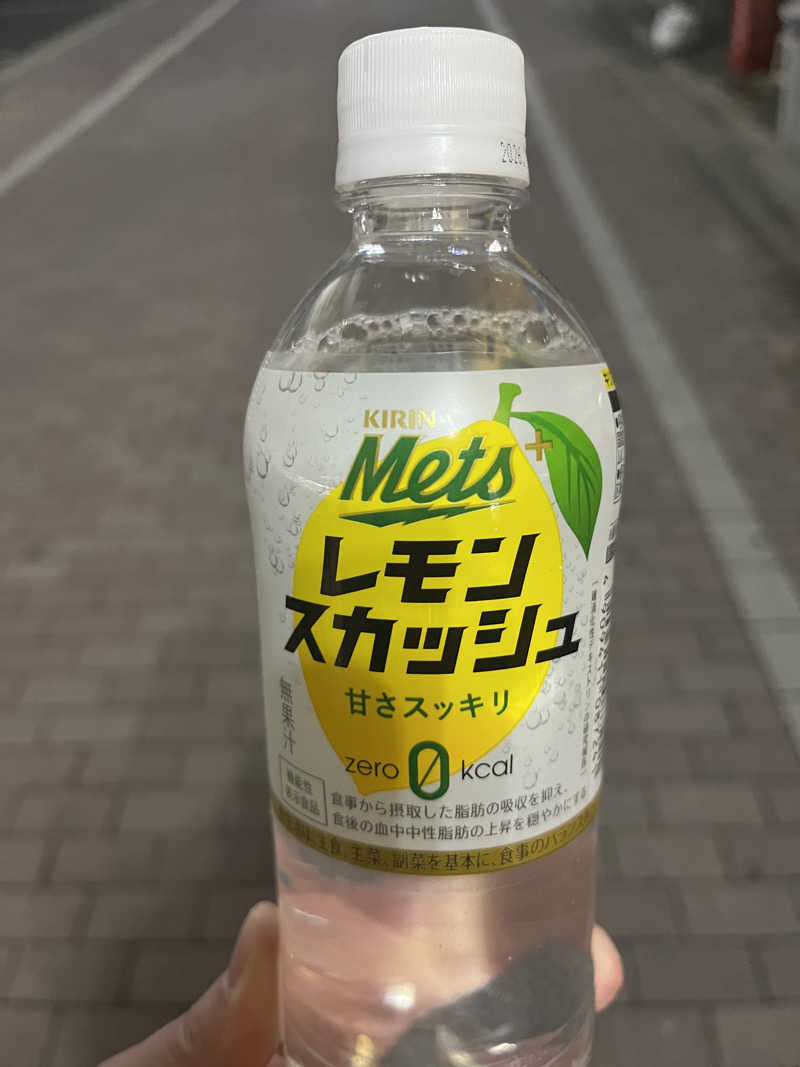 2026.
KIRIN
Mets+
レモン
スカッシュ
甘さスッキリ
無果汁
zero 0 kcal
機能性
表示食品
食事から摂取した脂肪の吸収を抑え、
食後の血中中性脂肪の上昇を穏やかにする
主食、主菜、副菜を基本に、食事のバランスを